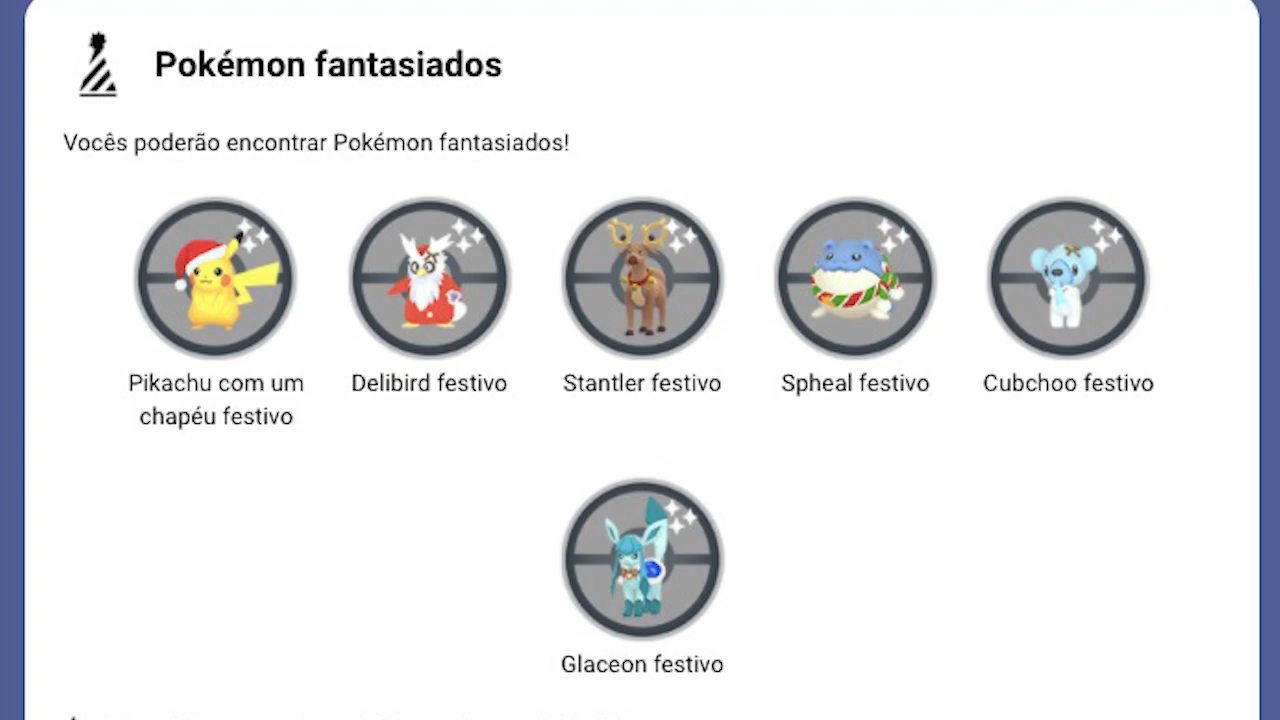 Pokémon fantasiados
Vocês poderão encontrar Pokémon fantasiados!
Pikachu com um
chapéu festivo
Delibird festivo
Stantler festivo
Spheal festivo
Cubchoo festivo
Glaceon festivo